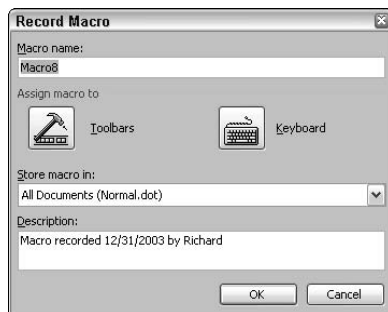 Record Macro
Macro name:
Macro8
Assign macro to
Toolbars
Keyboard
Store macro in:
All Documents (Normal.dot)
Description:
Macro recorded 12/31/2003 by Richard
OK
Cancel